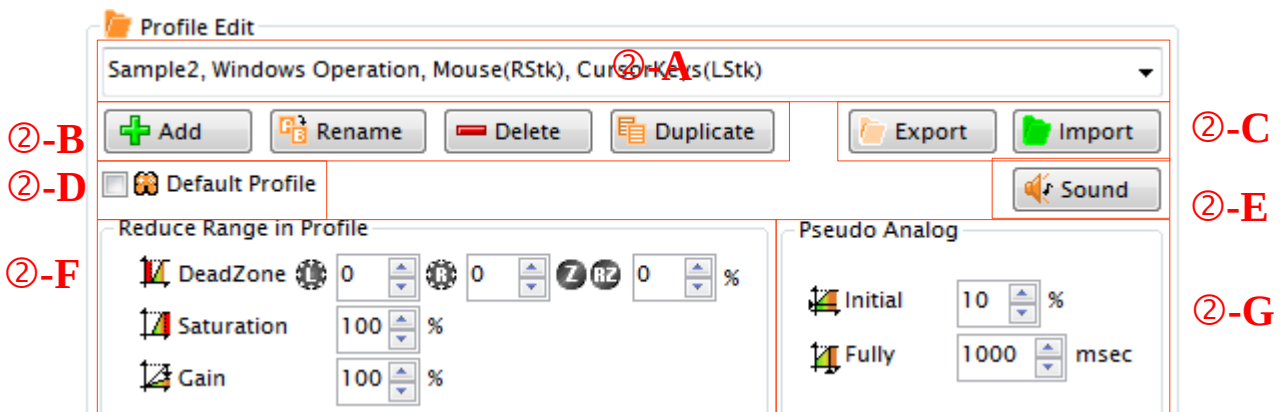 Profile Edit
Sample2, Windows Operation, Mouse(RStk), CursorKeys(LStk)
②-A
②-B
Add
Rename
Delete
Duplicate
Export
Import
②-C
②-D
Default Profile
Sound
②-E
Reduce Range in Profile
②-F
DeadZone L 0 R 0 Z RZ 0 %
Saturation 100 %
Gain 100 %
Pseudo Analog
Initial 10 %
Fully 1000 msec
②-G